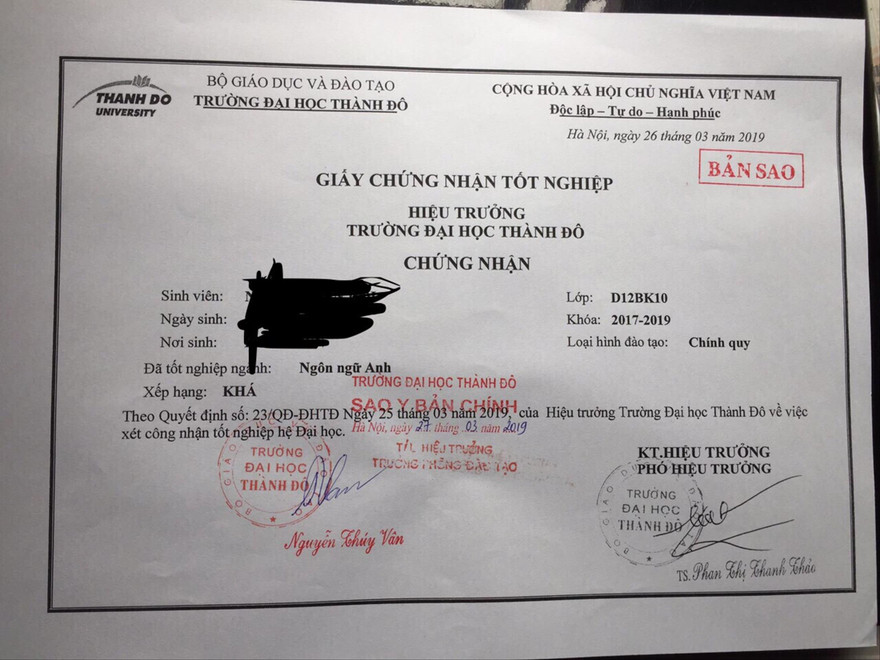 THANH DO
UNIVERSITY
BỘ GIÁO DỤC VÀ ĐÀO TẠO
TRƯỜNG ĐẠI HỌC THÀNH ĐÔ
CỘNG HÒA XÃ HỘI CHỦ NGHĨA VIỆT NAM
Độc lập – Tự do – Hạnh phúc
Hà Nội, ngày 26 tháng 03 năm 2019
BẢN SAO
GIẤY CHỨNG NHẬN TỐT NGHIỆP
HIỆU TRƯỞNG
TRƯỜNG ĐẠI HỌC THÀNH ĐÔ
CHỨNG NHẬN
Sinh viên:
Lớp: D12BK10
Ngày sinh:
Khóa: 2017-2019
Nơi sinh:
Loại hình đào tạo: Chính quy
Đã tốt nghiệp ngành: Ngôn ngữ Anh
Xếp hạng: KHÁ
TRƯỜNG ĐẠI HỌC THÀNH ĐÔ
SAO Y BẢN CHÍNH
Theo Quyết định số: 23/QĐ-ĐHTĐ Ngày 25 tháng 03 năm 2019, của Hiệu trưởng Trường Đại học Thành Đô về việc
xét công nhận tốt nghiệp hệ Đại học.
Hà Nội, ngày 27 tháng 03 năm 2019
T/L HIỆU TRƯỞNG
TRƯỞNG PHÒNG ĐÀO TẠO
TRƯỜNG
ĐẠI HỌC
THÀNH ĐÔ
Nguyễn Thúy Vân
KT.HIỆU TRƯỞNG
PHÓ HIỆU TRƯỞNG
TRƯỜNG
ĐẠI HỌC
THÀNH ĐÔ
TS. Phan Thị Thanh Thảo